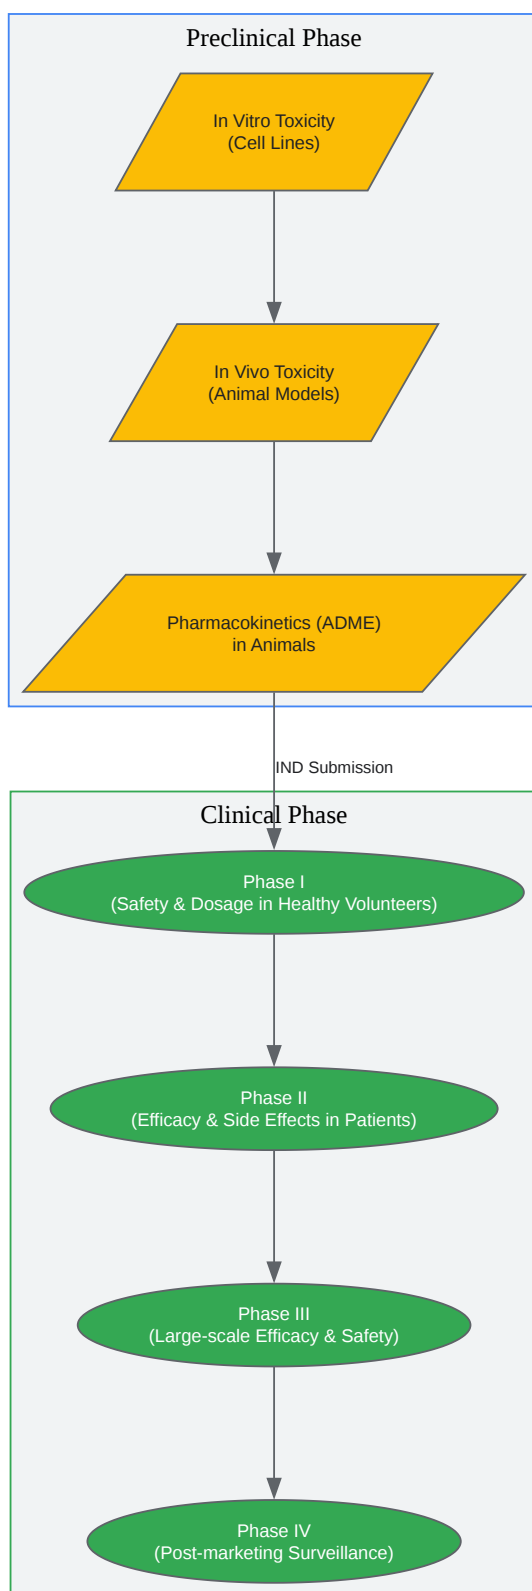 Preclinical Phase
In Vitro Toxicity
(Cell Lines)
In Vivo Toxicity
(Animal Models)
Pharmacokinetics (ADME)
in Animals
IND Submission
Clinical Phase
Phase I
(Safety & Dosage in Healthy Volunteers)
Phase II
(Efficacy & Side Effects in Patients)
Phase III
(Large-scale Efficacy & Safety)
Phase IV
(Post-marketing Surveillance)